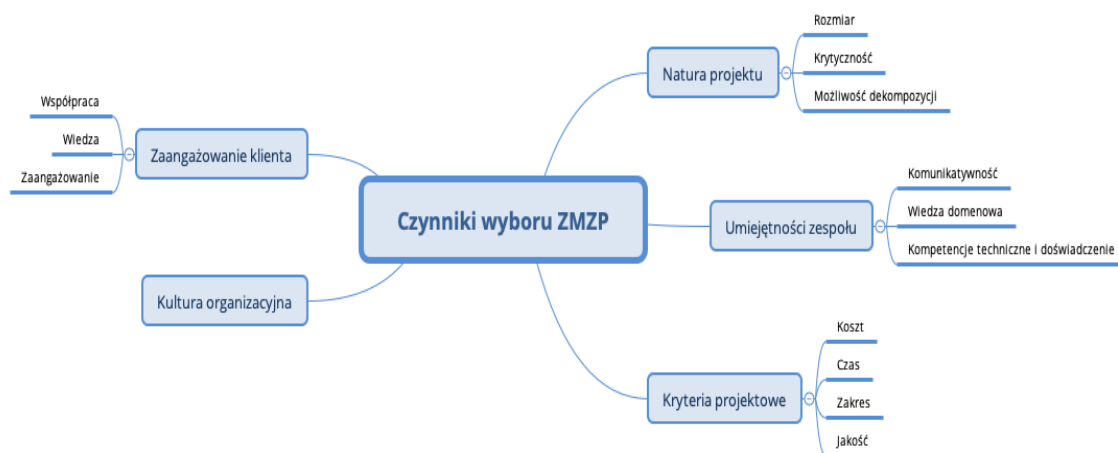 Czynniki wyboru ZMZP
Natura projektu
Rozmiar
Krytyczność
Możliwość dekompozycji
Umiejętności zespołu
Komunikatywność
Wiedza domenowa
Kompetencje techniczne i doświadczenie
Kryteria projektowe
Koszt
Czas
Zakres
Jakość
Zaangażowanie klienta
Współpraca
Wiedza
Zaangażowanie
Kultura organizacyjna